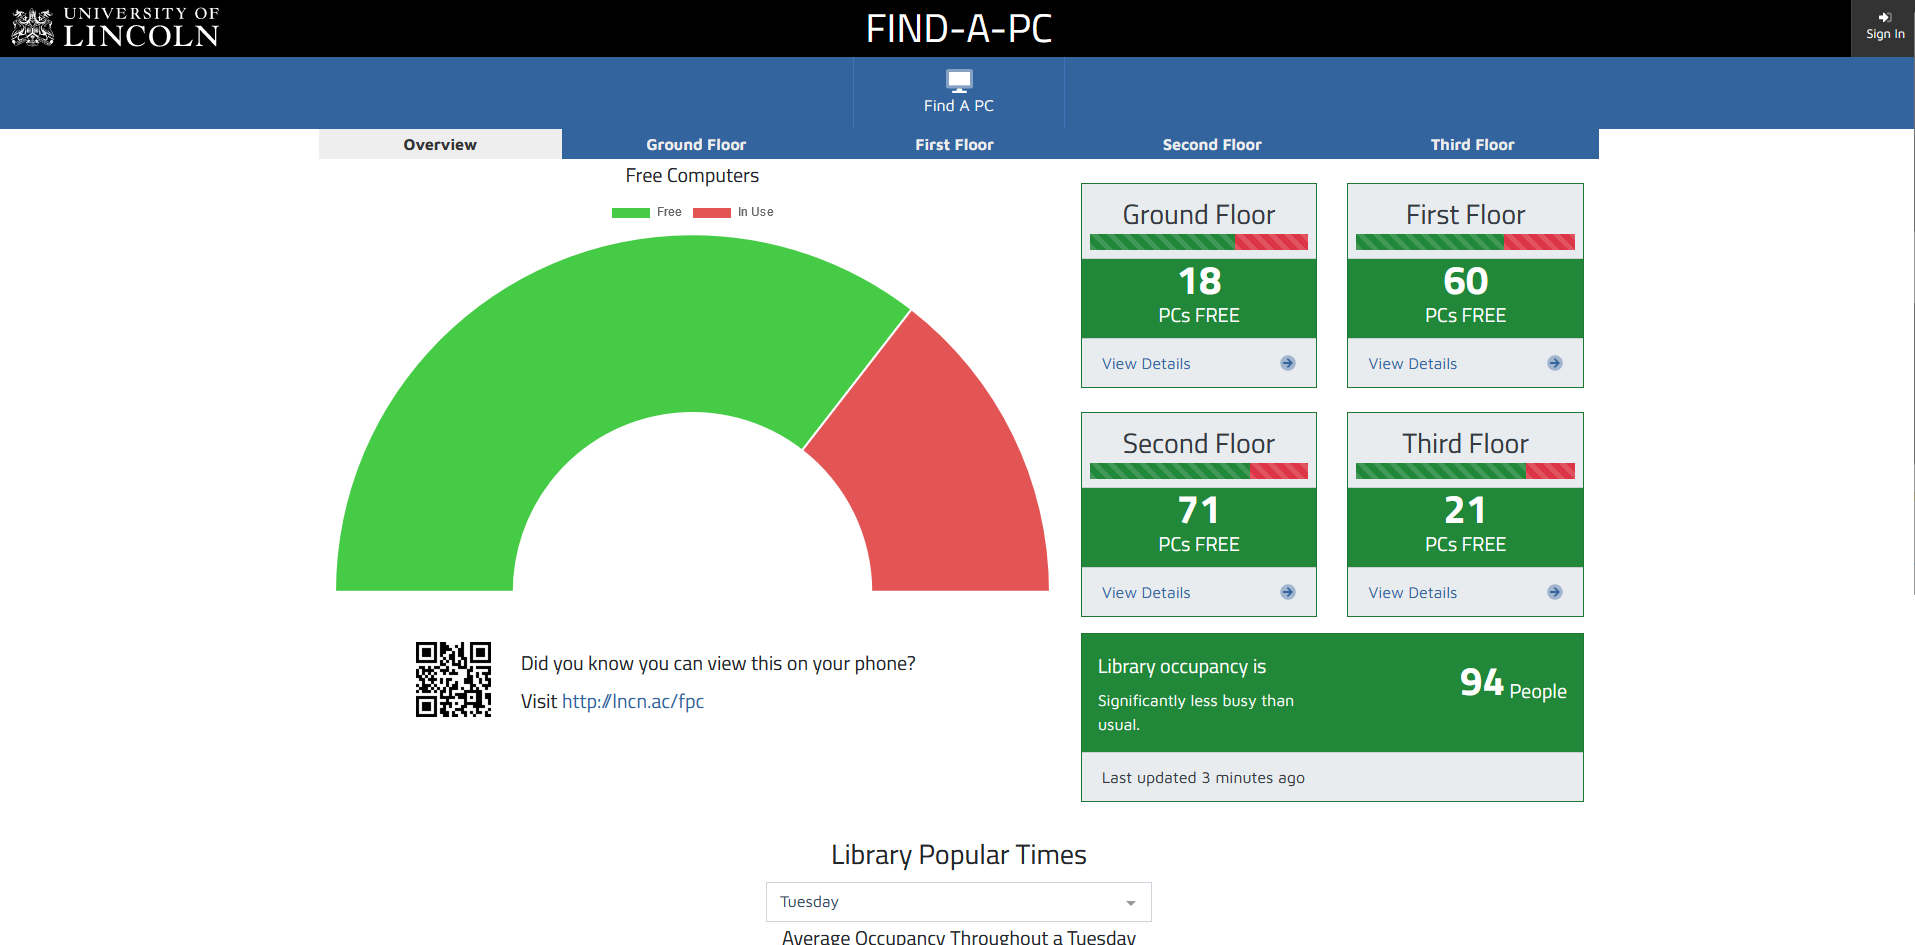 UNIVERSITY OF
LINCOLN
FIND-A-PC
Sign In
Find A PC
Overview
Ground Floor
First Floor
Second Floor
Third Floor
Free Computers
Free
In Use
Ground Floor
18
PCs FREE
View Details
First Floor
60
PCs FREE
View Details
Second Floor
71
PCs FREE
View Details
Third Floor
21
PCs FREE
View Details
Did you know you can view this on your phone?
Visit http://lncn.ac/fpc
Library occupancy is
Significantly less busy than
usual.
94 People
Last updated 3 minutes ago
Library Popular Times
Tuesday
Average Occupancy Throughout a Tuesday